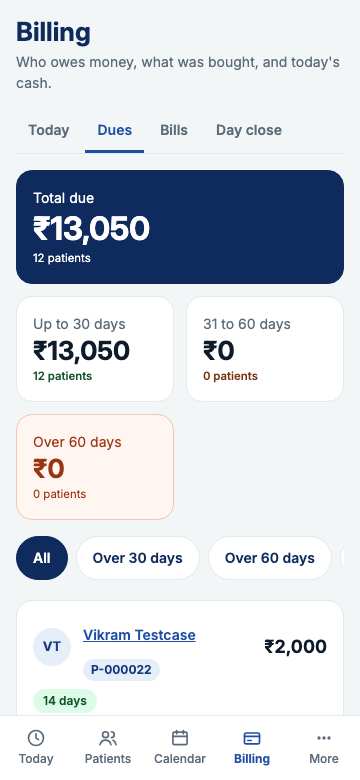 Billing
Who owes money, what was bought, and today's
cash.
Today Dues Bills Day close
Total due
₹13,050
12 patients
Up to 30 days
₹13,050
12 patients
31 to 60 days
₹0
0 patients
Over 60 days
₹0
0 patients
All Over 30 days Over 60 days
VT
Vikram Testcase
P-000022
₹2,000
14 days
Today Patients Calendar Billing More